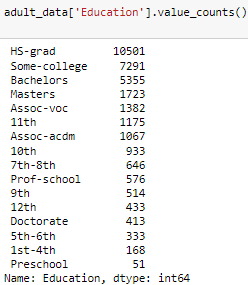 adult_data['Education'].value_counts()
HS-grad 10501
Some-college 7291
Bachelors 5355
Masters 1723
Assoc-voc 1382
11th 1175
Assoc-acdm 1067
10th 933
7th-8th 646
Prof-school 576
9th 514
12th 433
Doctorate 413
5th-6th 333
1st-4th 168
Preschool 51
Name: Education, dtype: int64